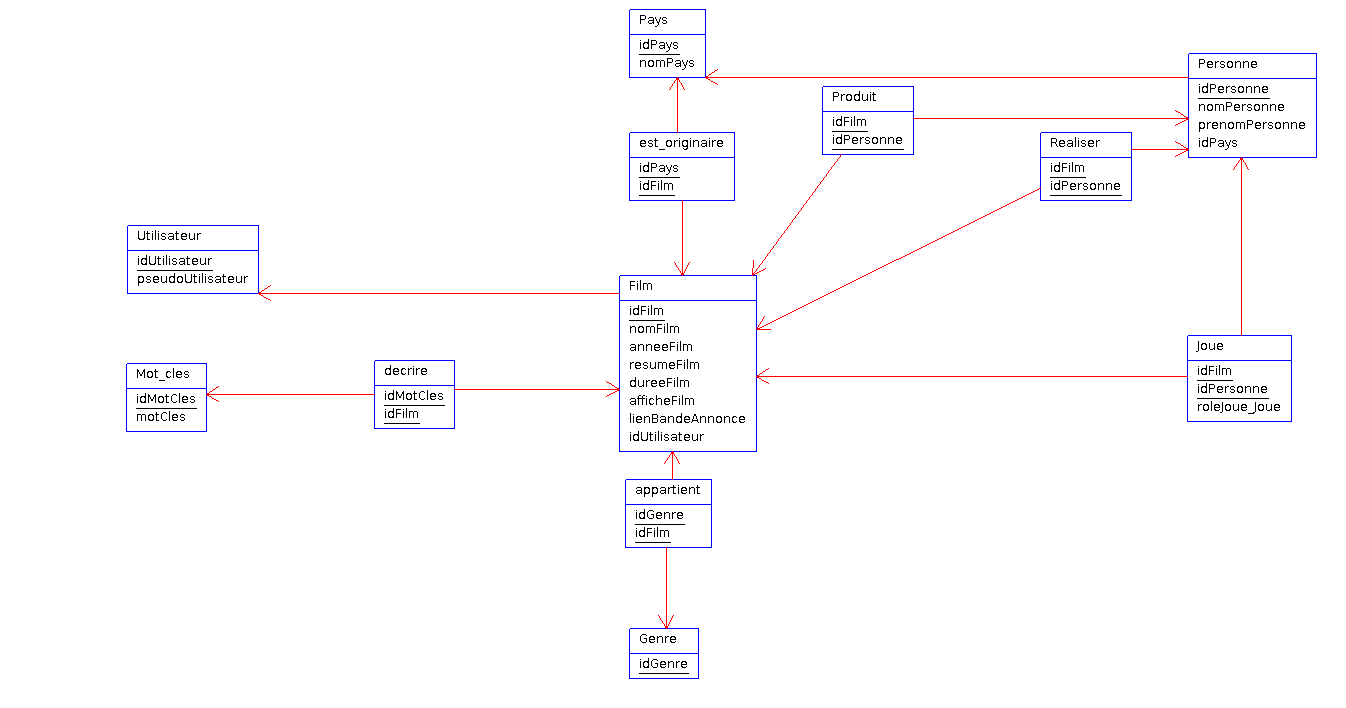 Pays
idPays
nomPays
Personne
idPersonne
nomPersonne
prenomPersonne
idPays
Produit
idFilm
idPersonne
Realiser
idFilm
idPersonne
est_originaire
idPays
idFilm
Utilisateur
idUtilisateur
pseudoUtilisateur
Film
idFilm
nomFilm
anneeFilm
resumeFilm
dureeFilm
afficheFilm
lienBandeAnnonce
idUtilisateur
Mot_cles
idMotCles
motCles
decrire
idMotCles
idFilm
Joue
idFilm
idPersonne
roleJoue_Joue
appartient
idGenre
idFilm
Genre
idGenre